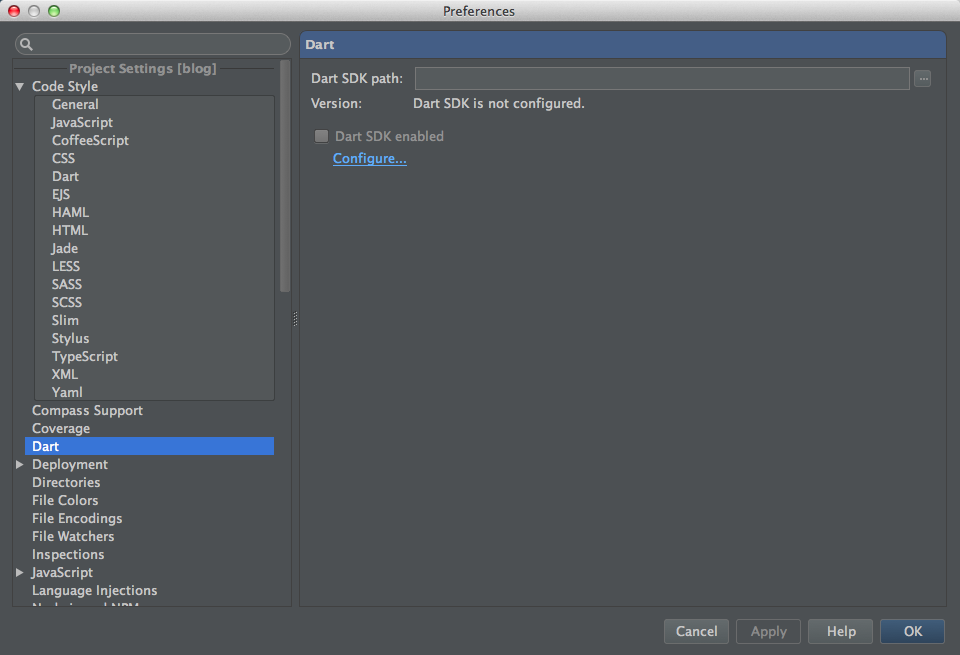 Preferences
Project Settings [blog]
Code Style
General
JavaScript
CoffeeScript
CSS
Dart
EJS
HAML
HTML
Jade
LESS
SASS
SCSS
Slim
Stylus
TypeScript
XML
Yaml
Compass Support
Coverage
Dart
Deployment
Directories
File Colors
File Encodings
File Watchers
Inspections
JavaScript
Language Injections
Dart
Dart SDK path:
...
Version: Dart SDK is not configured.
Dart SDK enabled
Configure...
Cancel Apply Help OK